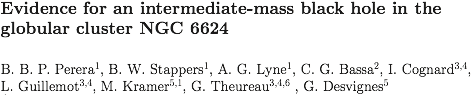 Evidence for an intermediate-mass black hole in the
globular cluster NGC 6624
B. B. P. Perera¹, B. W. Stappers¹, A. G. Lyne¹, C. G. Bassa², I. Cognard³,⁴,
L. Guillemot³,⁴, M. Kramer⁵,¹, G. Theureau³,⁴,⁶ , G. Desvignes⁵